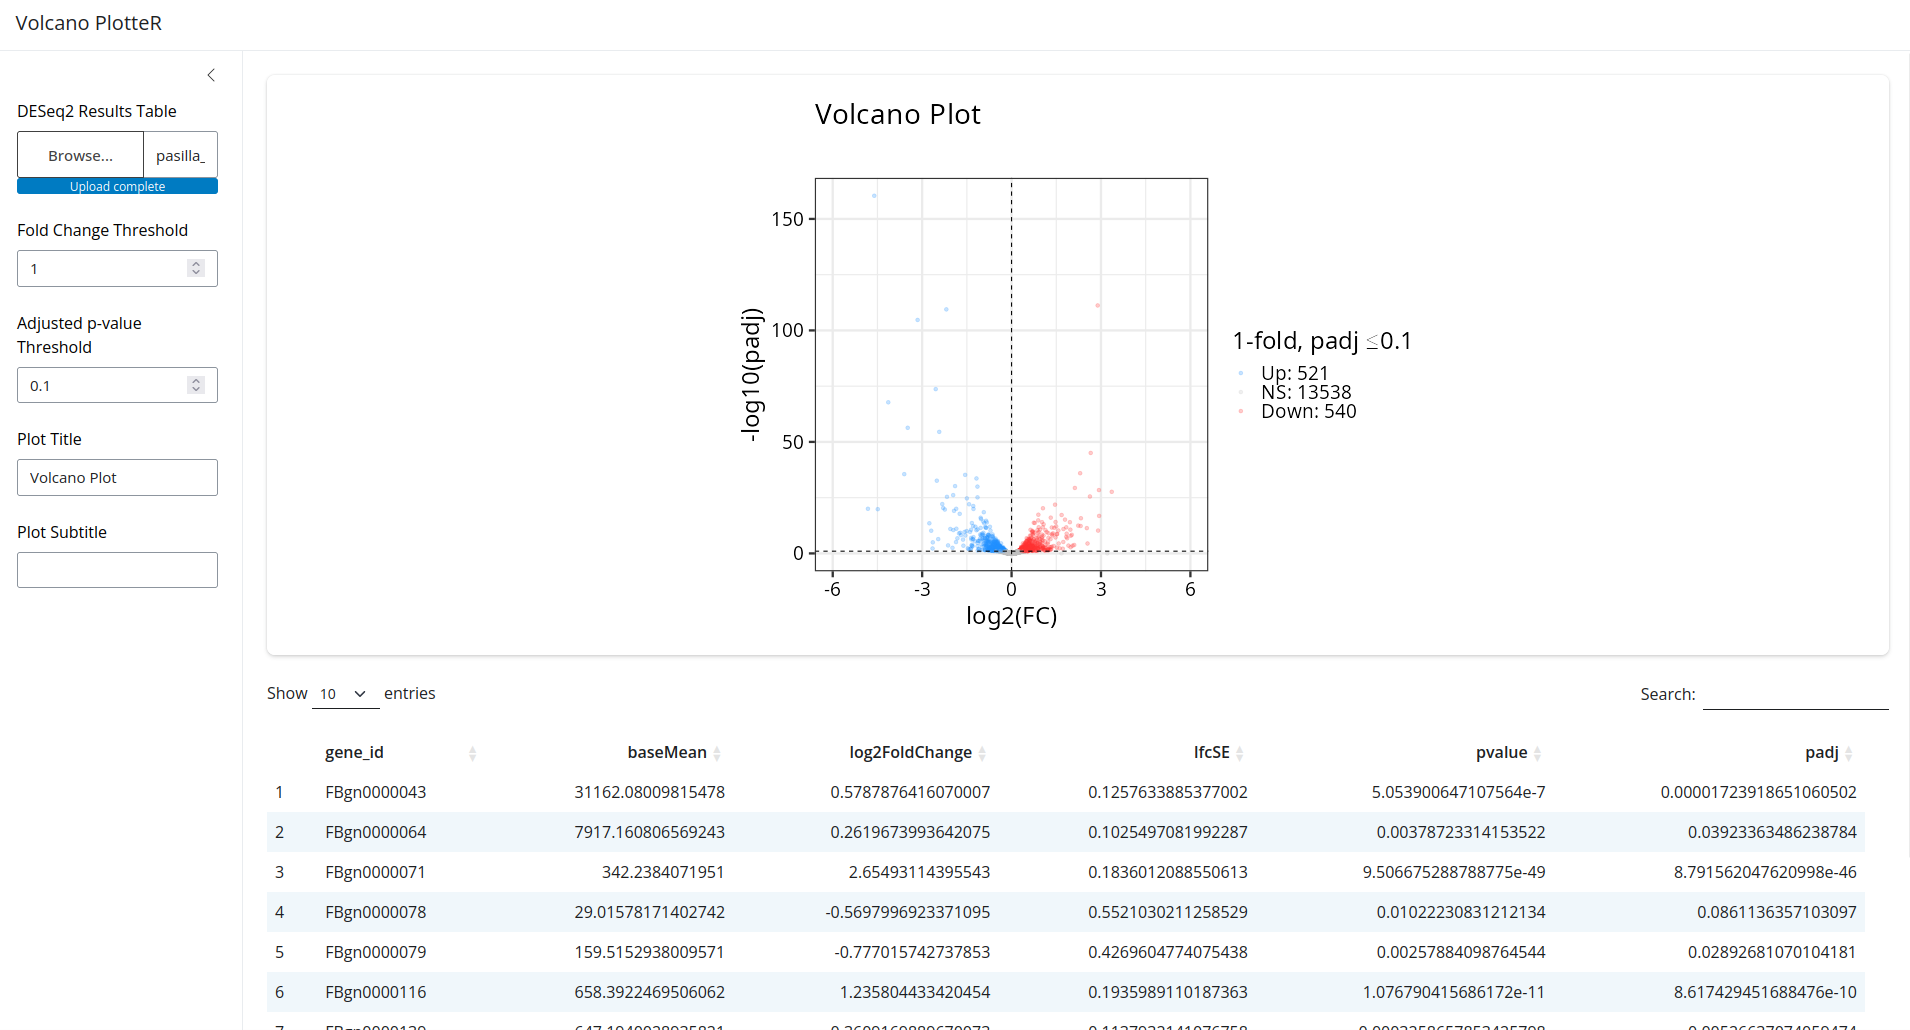 Volcano PlotteR
DESeq2 Results Table
Browse... pasilla_
Upload complete
Fold Change Threshold
1
Adjusted p-value
Threshold
0.1
Plot Title
Volcano Plot
Plot Subtitle
Volcano Plot
150
100
50
0
-log10(padj)
-6 -3 0 3 6
log2(FC)
1-fold, padj ≤0.1
Up: 521
NS: 13538
Down: 540
Show 10 entries
Search:
gene_id baseMean log2FoldChange lfcSE pvalue padj
1 FBgn0000043 31162.08009815478 0.5787876416070007 0.1257633885377002 5.053900647107564e-7 0.00001723918651060502
2 FBgn0000064 7917.160806569243 0.2619673993642075 0.1025497081992287 0.00378723314153522 0.03923363486238784
3 FBgn0000071 342.2384071951 2.65493114395543 0.1836012088550613 9.506675288788775e-49 8.791562047620998e-46
4 FBgn0000078 29.01578171402742 -0.5697996923371095 0.5521030211258529 0.01022230831212134 0.0861136357103097
5 FBgn0000079 159.5152938009571 -0.777015742737853 0.4269604774075438 0.00257884098764544 0.02892681070104181
6 FBgn0000116 658.3922469506062 1.235804433420454 0.1935989110187363 1.076790415686172e-11 8.617429451688476e-10